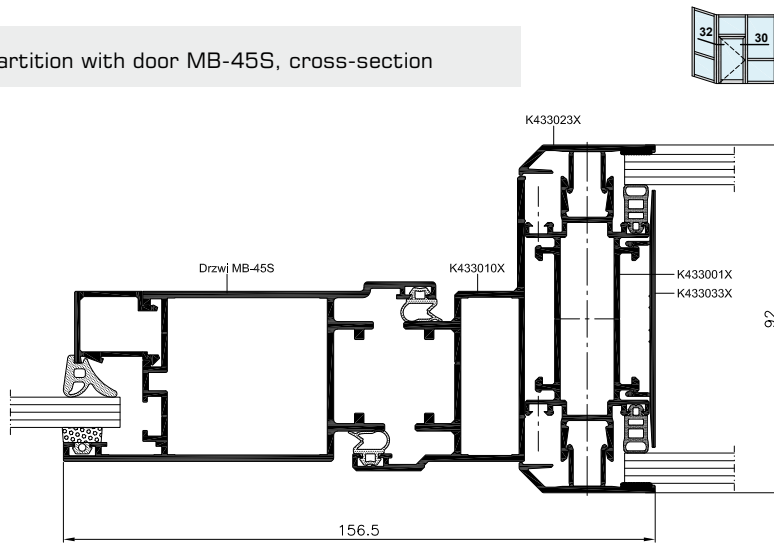 artition with door MB-45S, cross-section
32
30
K433023X
Drzwi MB-45S
K433010X
K433001X
K433033X
92
156.5